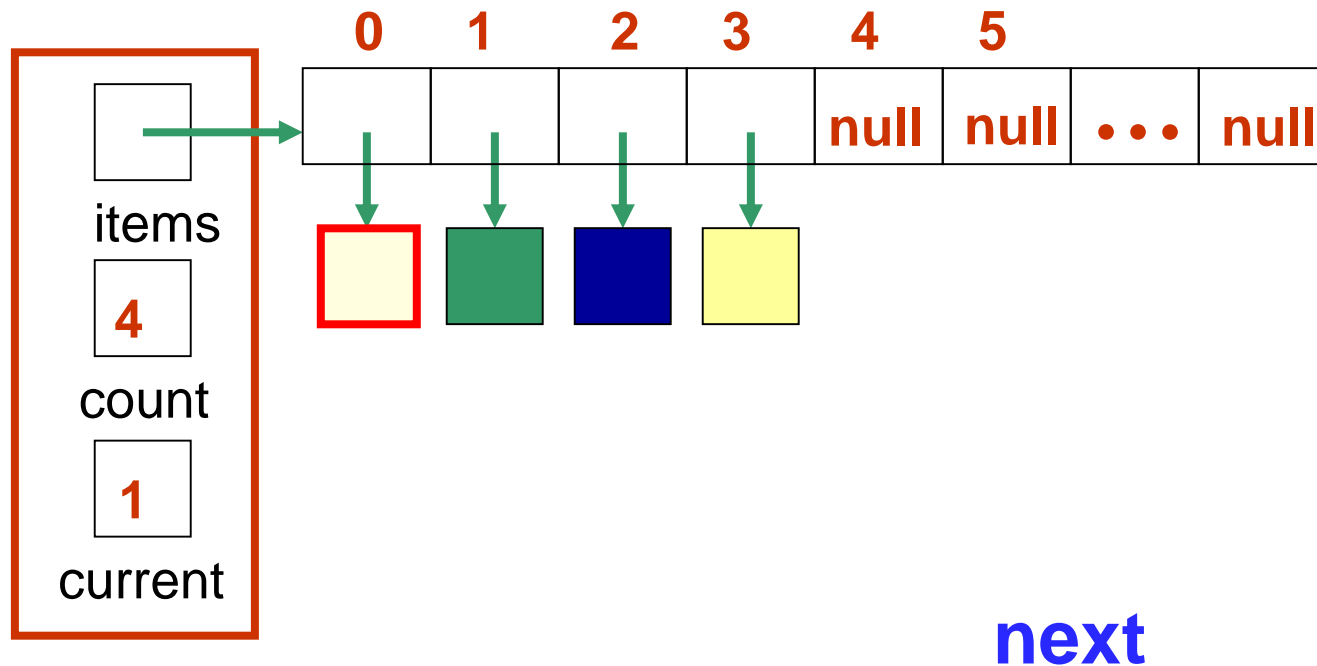 0 1 2 3 4 5
null null ••• null
items
4
count
1
current
next